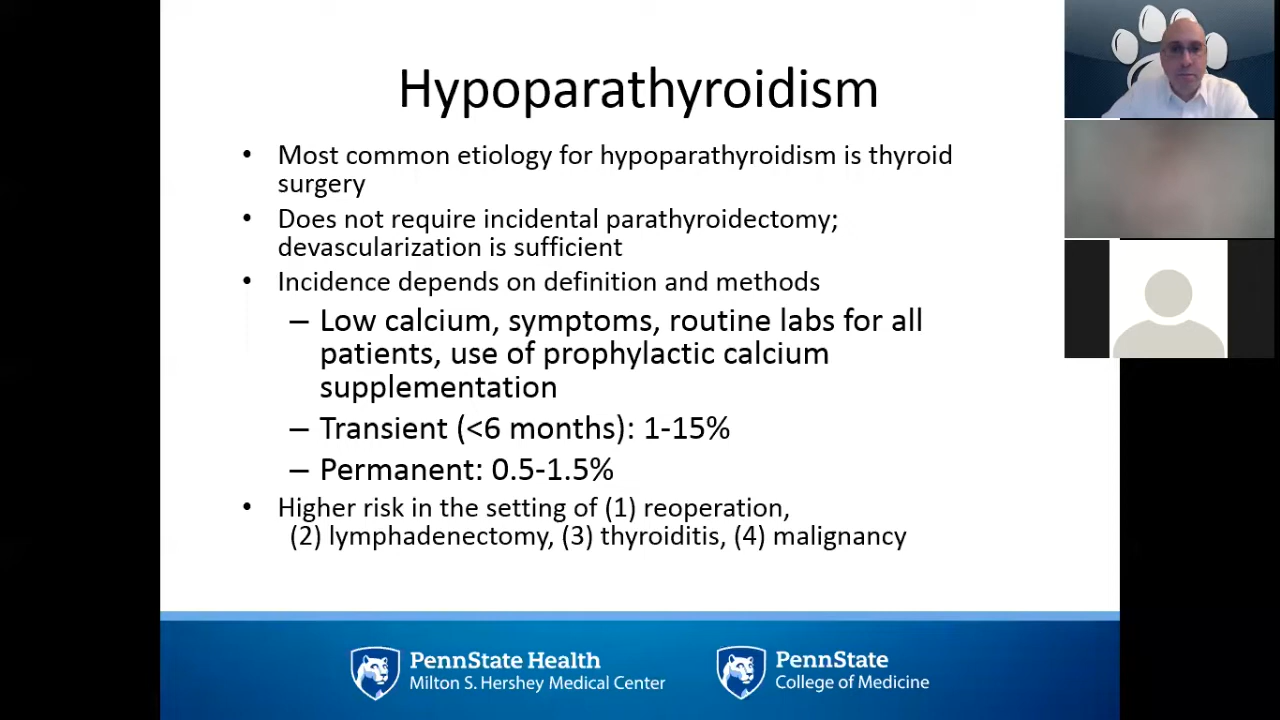 Hypoparathyroidism
• Most common etiology for hypoparathyroidism is thyroid
surgery
• Does not require incidental parathyroidectomy;
devascularization is sufficient
• Incidence depends on definition and methods
– Low calcium, symptoms, routine labs for all
patients, use of prophylactic calcium
supplementation
– Transient (<6 months): 1-15%
– Permanent: 0.5-1.5%
• Higher risk in the setting of (1) reoperation,
(2) lymphadenectomy, (3) thyroiditis, (4) malignancy
PennState Health
Milton S. Hershey Medical Center
PennState
College of Medicine